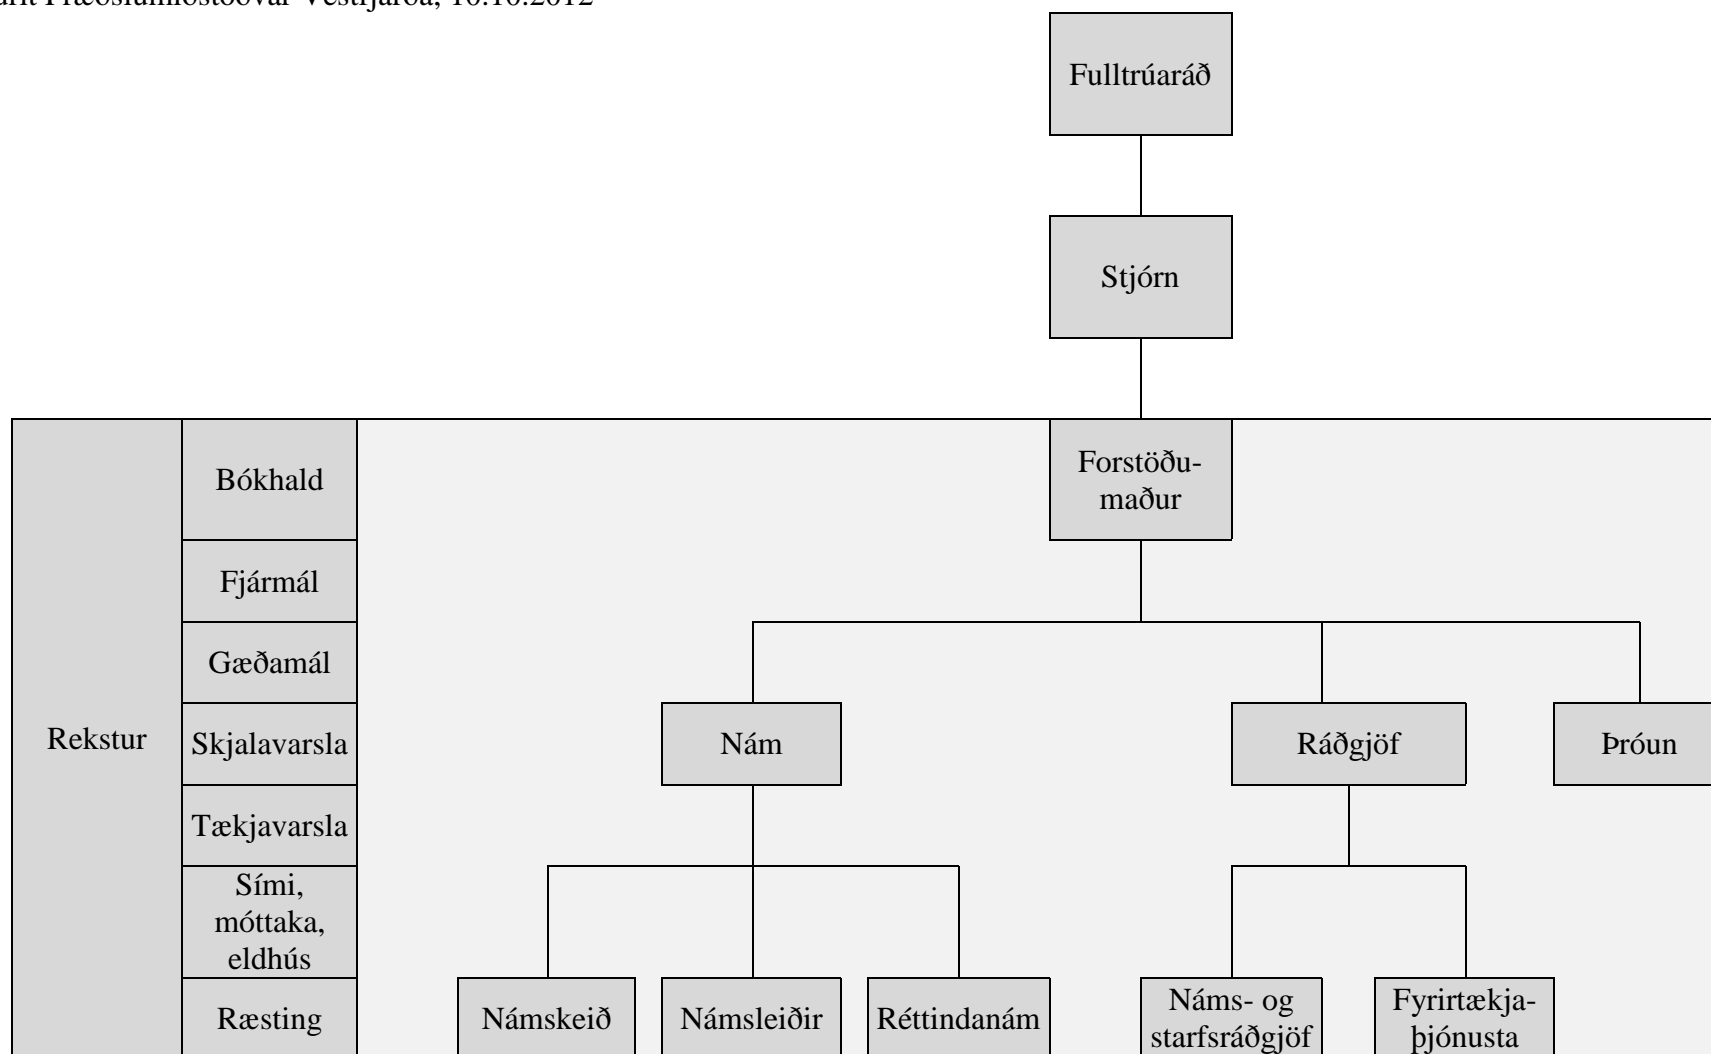 Fulltrúaráð
Stjórn
Forstöðu-
maður
Bókhald
Fjármál
Gæðamál
Rekstur
Skjalavarsla
Nám
Ráðgjöf
Þróun
Tækjavarsla
Sími,
móttaka,
eldhús
Ræsting
Námskeið
Námsleiðir
Réttindanám
Náms- og
starfsráðgjöf
Fyrirtækja-
þjónusta